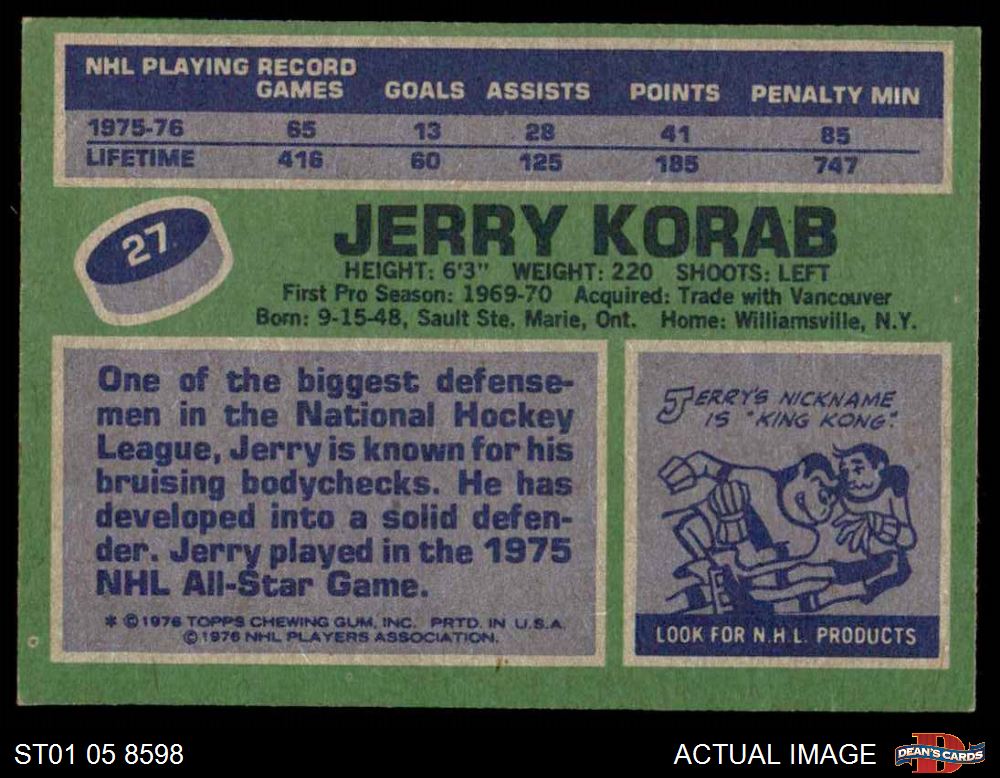 NHL PLAYING RECORD
GAMES GOALS ASSISTS POINTS PENALTY MIN
1975-76 65 13 28 41 85
LIFETIME 416 60 125 185 747
27
JERRY KORAB
HEIGHT: 6'3" WEIGHT: 220 SHOOTS: LEFT
First Pro Season: 1969-70 Acquired: Trade with Vancouver
Born: 9-15-48, Sault Ste. Marie, Ont. Home: Williamsville, N.Y.
One of the biggest defense-
men in the National Hockey
League, Jerry is known for his
bruising bodychecks. He has
developed into a solid defen-
der. Jerry played in the 1975
NHL All-Star Game.
* © 1976 TOPPS CHEWING GUM, INC. PRTD. IN U.S.A.
© 1976 NHL PLAYERS ASSOCIATION.
JERRY'S NICKNAME
IS "KING KONG".
LOOK FOR N.H.L. PRODUCTS
ST01 05 8598
ACTUAL IMAGE
D
DEAN'S CARDS